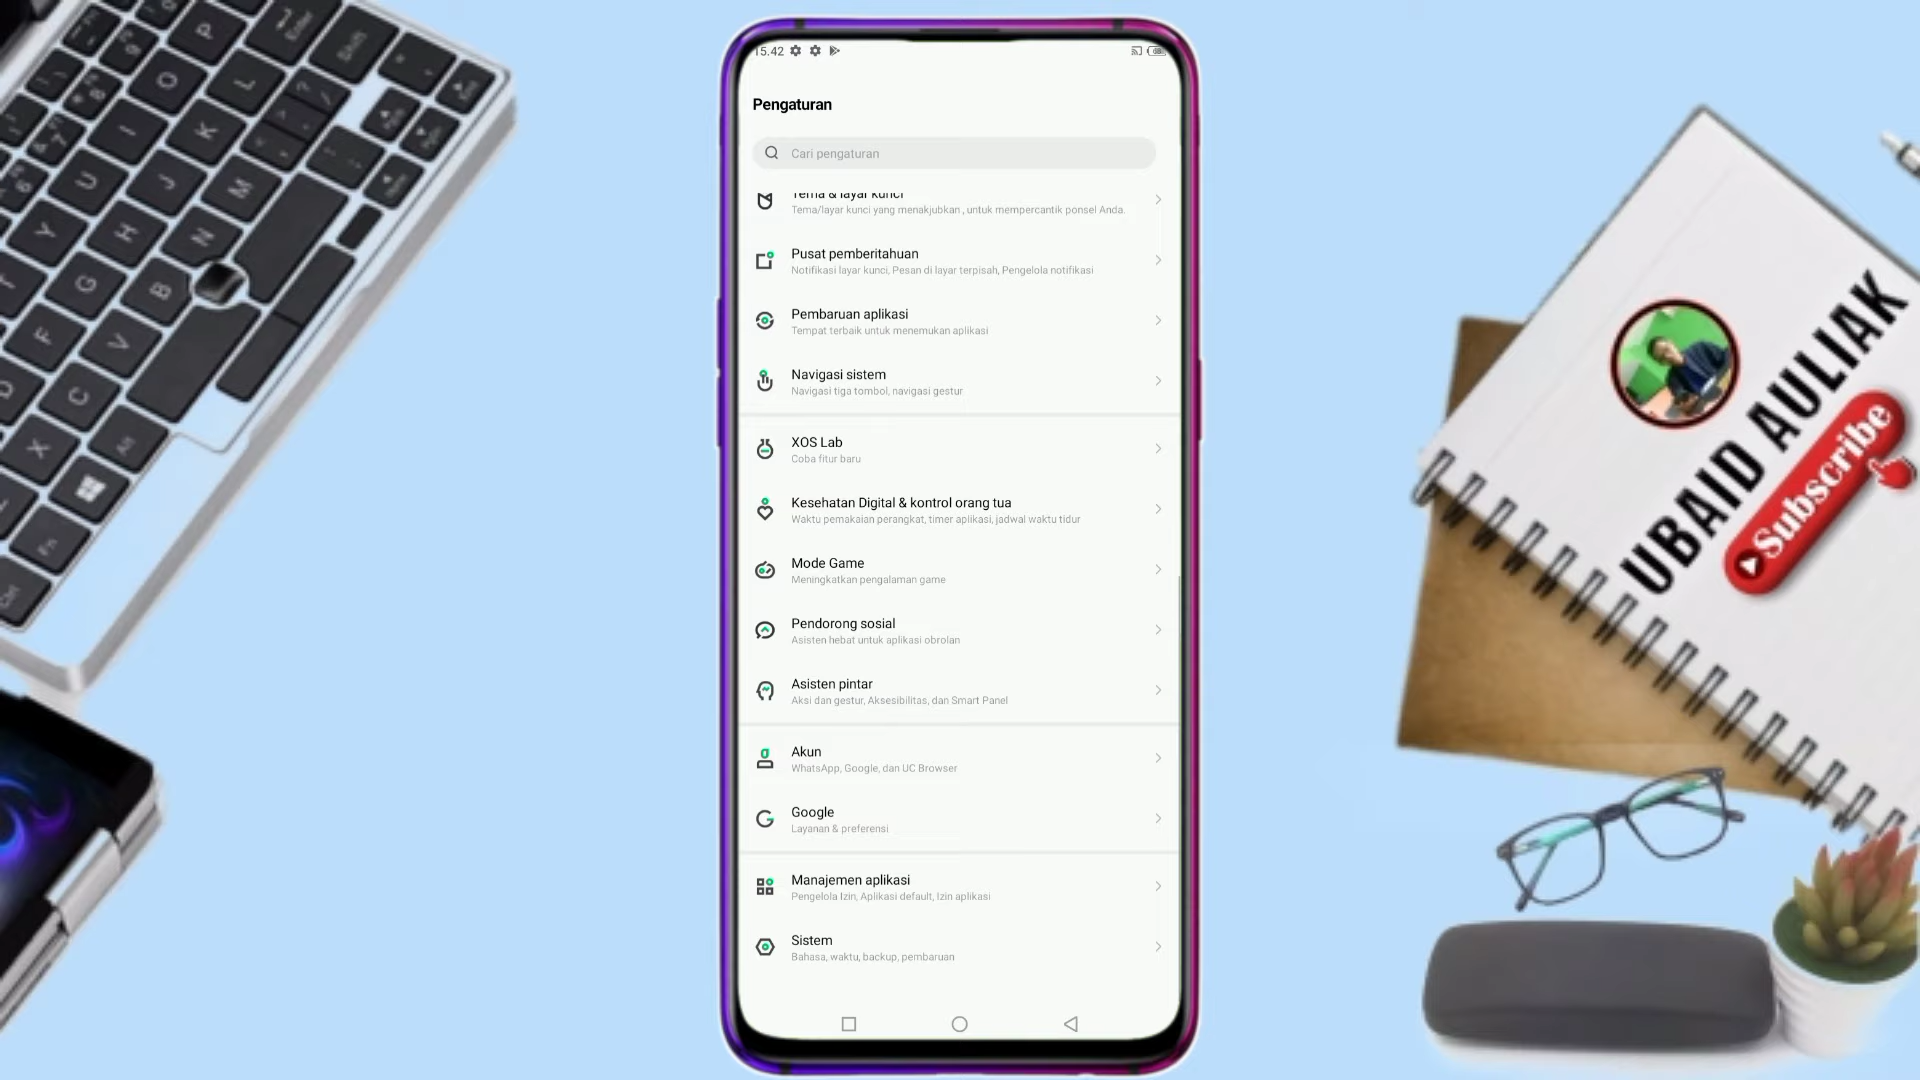 15.42
Pengaturan
Cari pengaturan
Tema & layar kunci
Tema/layar kunci yang menakjubkan , untuk mempercantik ponsel Anda.
Pusat pemberitahuan
Notifikasi layar kunci, Pesan di layar terpisah, Pengelola notifikasi
Pembaruan aplikasi
Tempat terbaik untuk menemukan aplikasi
Navigasi sistem
Navigasi tiga tombol, navigasi gestur
XOS Lab
Coba fitur baru
Kesehatan Digital & kontrol orang tua
Waktu pemakaian perangkat, timer aplikasi, jadwal waktu tidur
Mode Game
Meningkatkan pengalaman game
Pendorong sosial
Asisten hebat untuk aplikasi obrolan
Asisten pintar
Aksi dan gestur, Aksesibilitas, dan Smart Panel
Akun
WhatsApp, Google, dan UC Browser
Google
Layanan & preferensi
Manajemen aplikasi
Pengelola Izin, Aplikasi default, Izin aplikasi
Sistem
Bahasa, waktu, backup, pembaruan
UBAID AULIAK
Subscribe